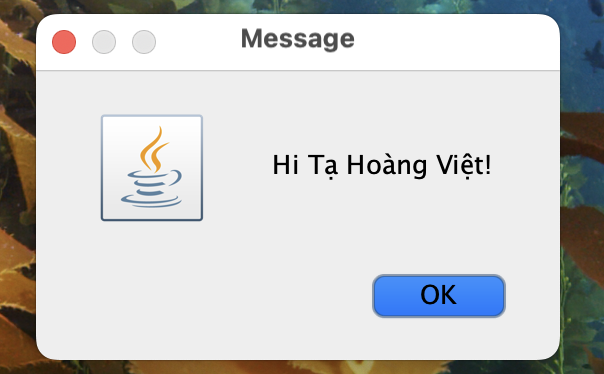 Message
Hi Tạ Hoàng Việt!
OK